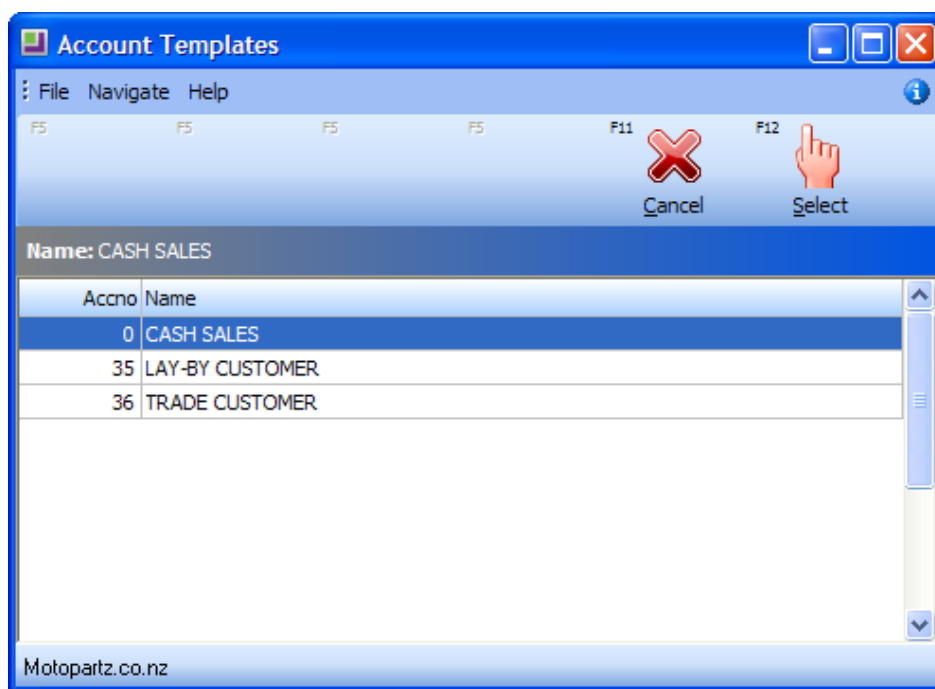 Account Templates
File Navigate Help
F5 F5 F5 F5 F11 F12
Cancel Select
Name: CASH SALES
Accno Name
0 CASH SALES
35 LAY-BY CUSTOMER
36 TRADE CUSTOMER
Motopartz.co.nz